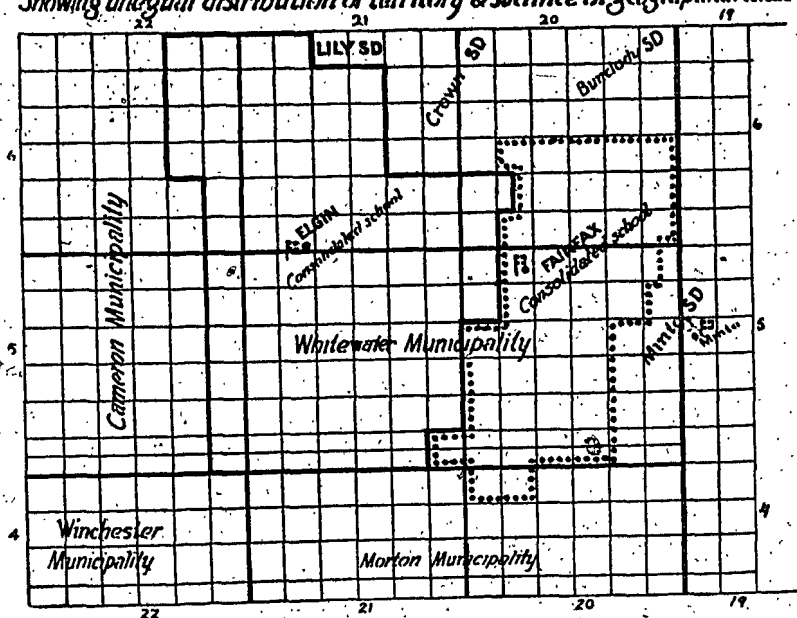 Showing unequal distribution of territory &
22 21 20 19
LILY SD
Crown SD
Burnclath SD
6 6
Cameron Municipality
ELGIN
Consolidated school
FAIRFAX
Consolidated school
Minto SD
Minto
5 5
Whitewater Municipality
4 4
Winchester
Municipality
Morton Municipality
22 21 20 19